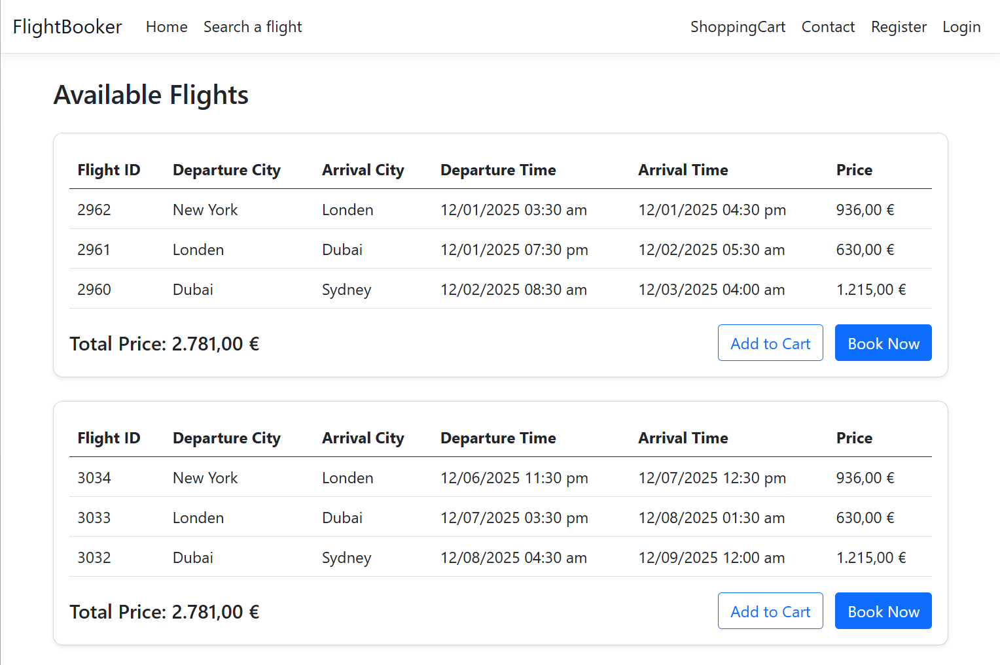 FlightBooker Home Search a flight ShoppingCart Contact Register Login
Available Flights
Flight ID Departure City Arrival City Departure Time Arrival Time Price
2962 New York Londen 12/01/2025 03:30 am 12/01/2025 04:30 pm 936,00 €
2961 Londen Dubai 12/01/2025 07:30 pm 12/02/2025 05:30 am 630,00 €
2960 Dubai Sydney 12/02/2025 08:30 am 12/03/2025 04:00 am 1.215,00 €
Total Price: 2.781,00 € Add to Cart Book Now
Flight ID Departure City Arrival City Departure Time Arrival Time Price
3034 New York Londen 12/06/2025 11:30 pm 12/07/2025 12:30 pm 936,00 €
3033 Londen Dubai 12/07/2025 03:30 pm 12/08/2025 01:30 am 630,00 €
3032 Dubai Sydney 12/08/2025 04:30 am 12/09/2025 12:00 am 1.215,00 €
Total Price: 2.781,00 € Add to Cart Book Now